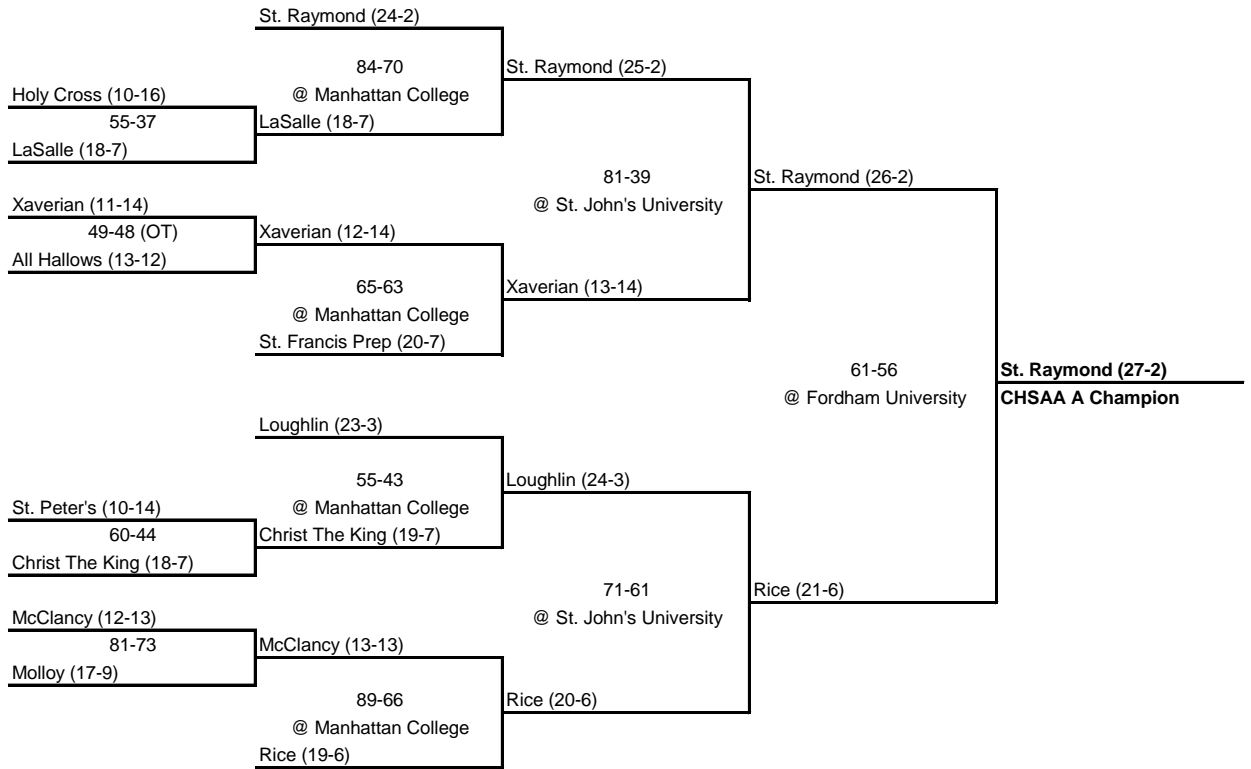 St. Raymond (24-2)
84-70
@ Manhattan College
St. Raymond (25-2)
Holy Cross (10-16)
55-37
LaSalle (18-7)
LaSalle (18-7)
81-39
@ St. John's University
St. Raymond (26-2)
Xaverian (11-14)
49-48 (OT)
Xaverian (12-14)
All Hallows (13-12)
65-63
@ Manhattan College
Xaverian (13-14)
St. Francis Prep (20-7)
61-56
@ Fordham University
St. Raymond (27-2)
CHSAA A Champion
Loughlin (23-3)
55-43
@ Manhattan College
Loughlin (24-3)
St. Peter's (10-14)
60-44
Christ The King (19-7)
Christ The King (18-7)
71-61
@ St. John's University
Rice (21-6)
McClancy (12-13)
81-73
McClancy (13-13)
Molloy (17-9)
89-66
@ Manhattan College
Rice (20-6)
Rice (19-6)